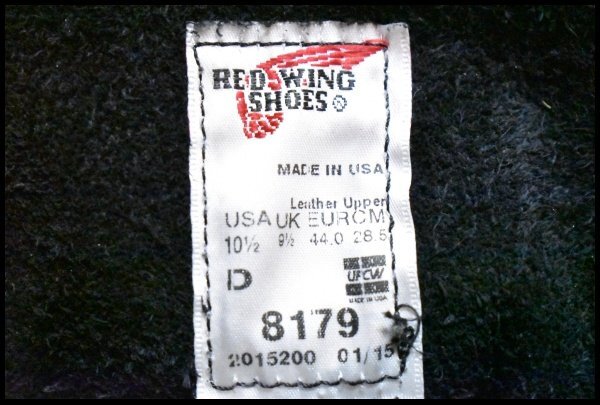 RED WING
SHOES®
MADE IN USA
Leather Upper
USA UK EUR CM
10½ 9½ 44.0 28.5
D
UFCW
MADE IN USA
8179
2015200 01/15